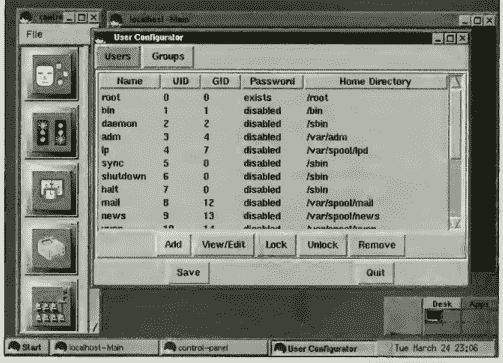 localhost-Main
File
User Configurator
Users Groups
Name UID GID Password Home Directory
root 0 0 exists /root
bin 1 1 disabled /bin
daemon 2 2 disabled /sbin
adm 3 4 disabled /var/adm
lp 4 7 disabled /var/spool/lpd
sync 5 0 disabled /sbin
shutdown 6 0 disabled /sbin
halt 7 0 disabled /sbin
mail 8 12 disabled /var/spool/mail
news 9 13 disabled /var/spool/news
Add View/Edit Lock Unlock Remove
Save Quit
Desk Apps
Start localhost-Main control-panel User Configurator Tue March 24 23:06